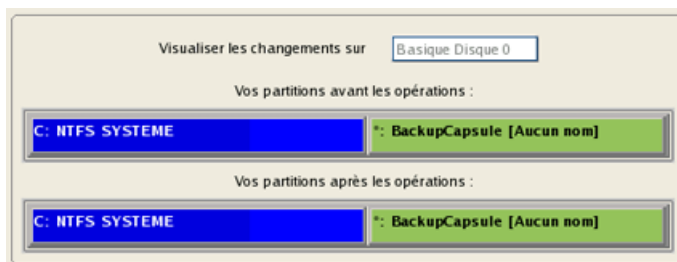 Visualiser les changements sur Basique Disque 0
Vos partitions avant les opérations :
C: NTFS SYSTEME *: BackupCapsule [Aucun nom]
Vos partitions après les opérations :
C: NTFS SYSTEME *: BackupCapsule [Aucun nom]